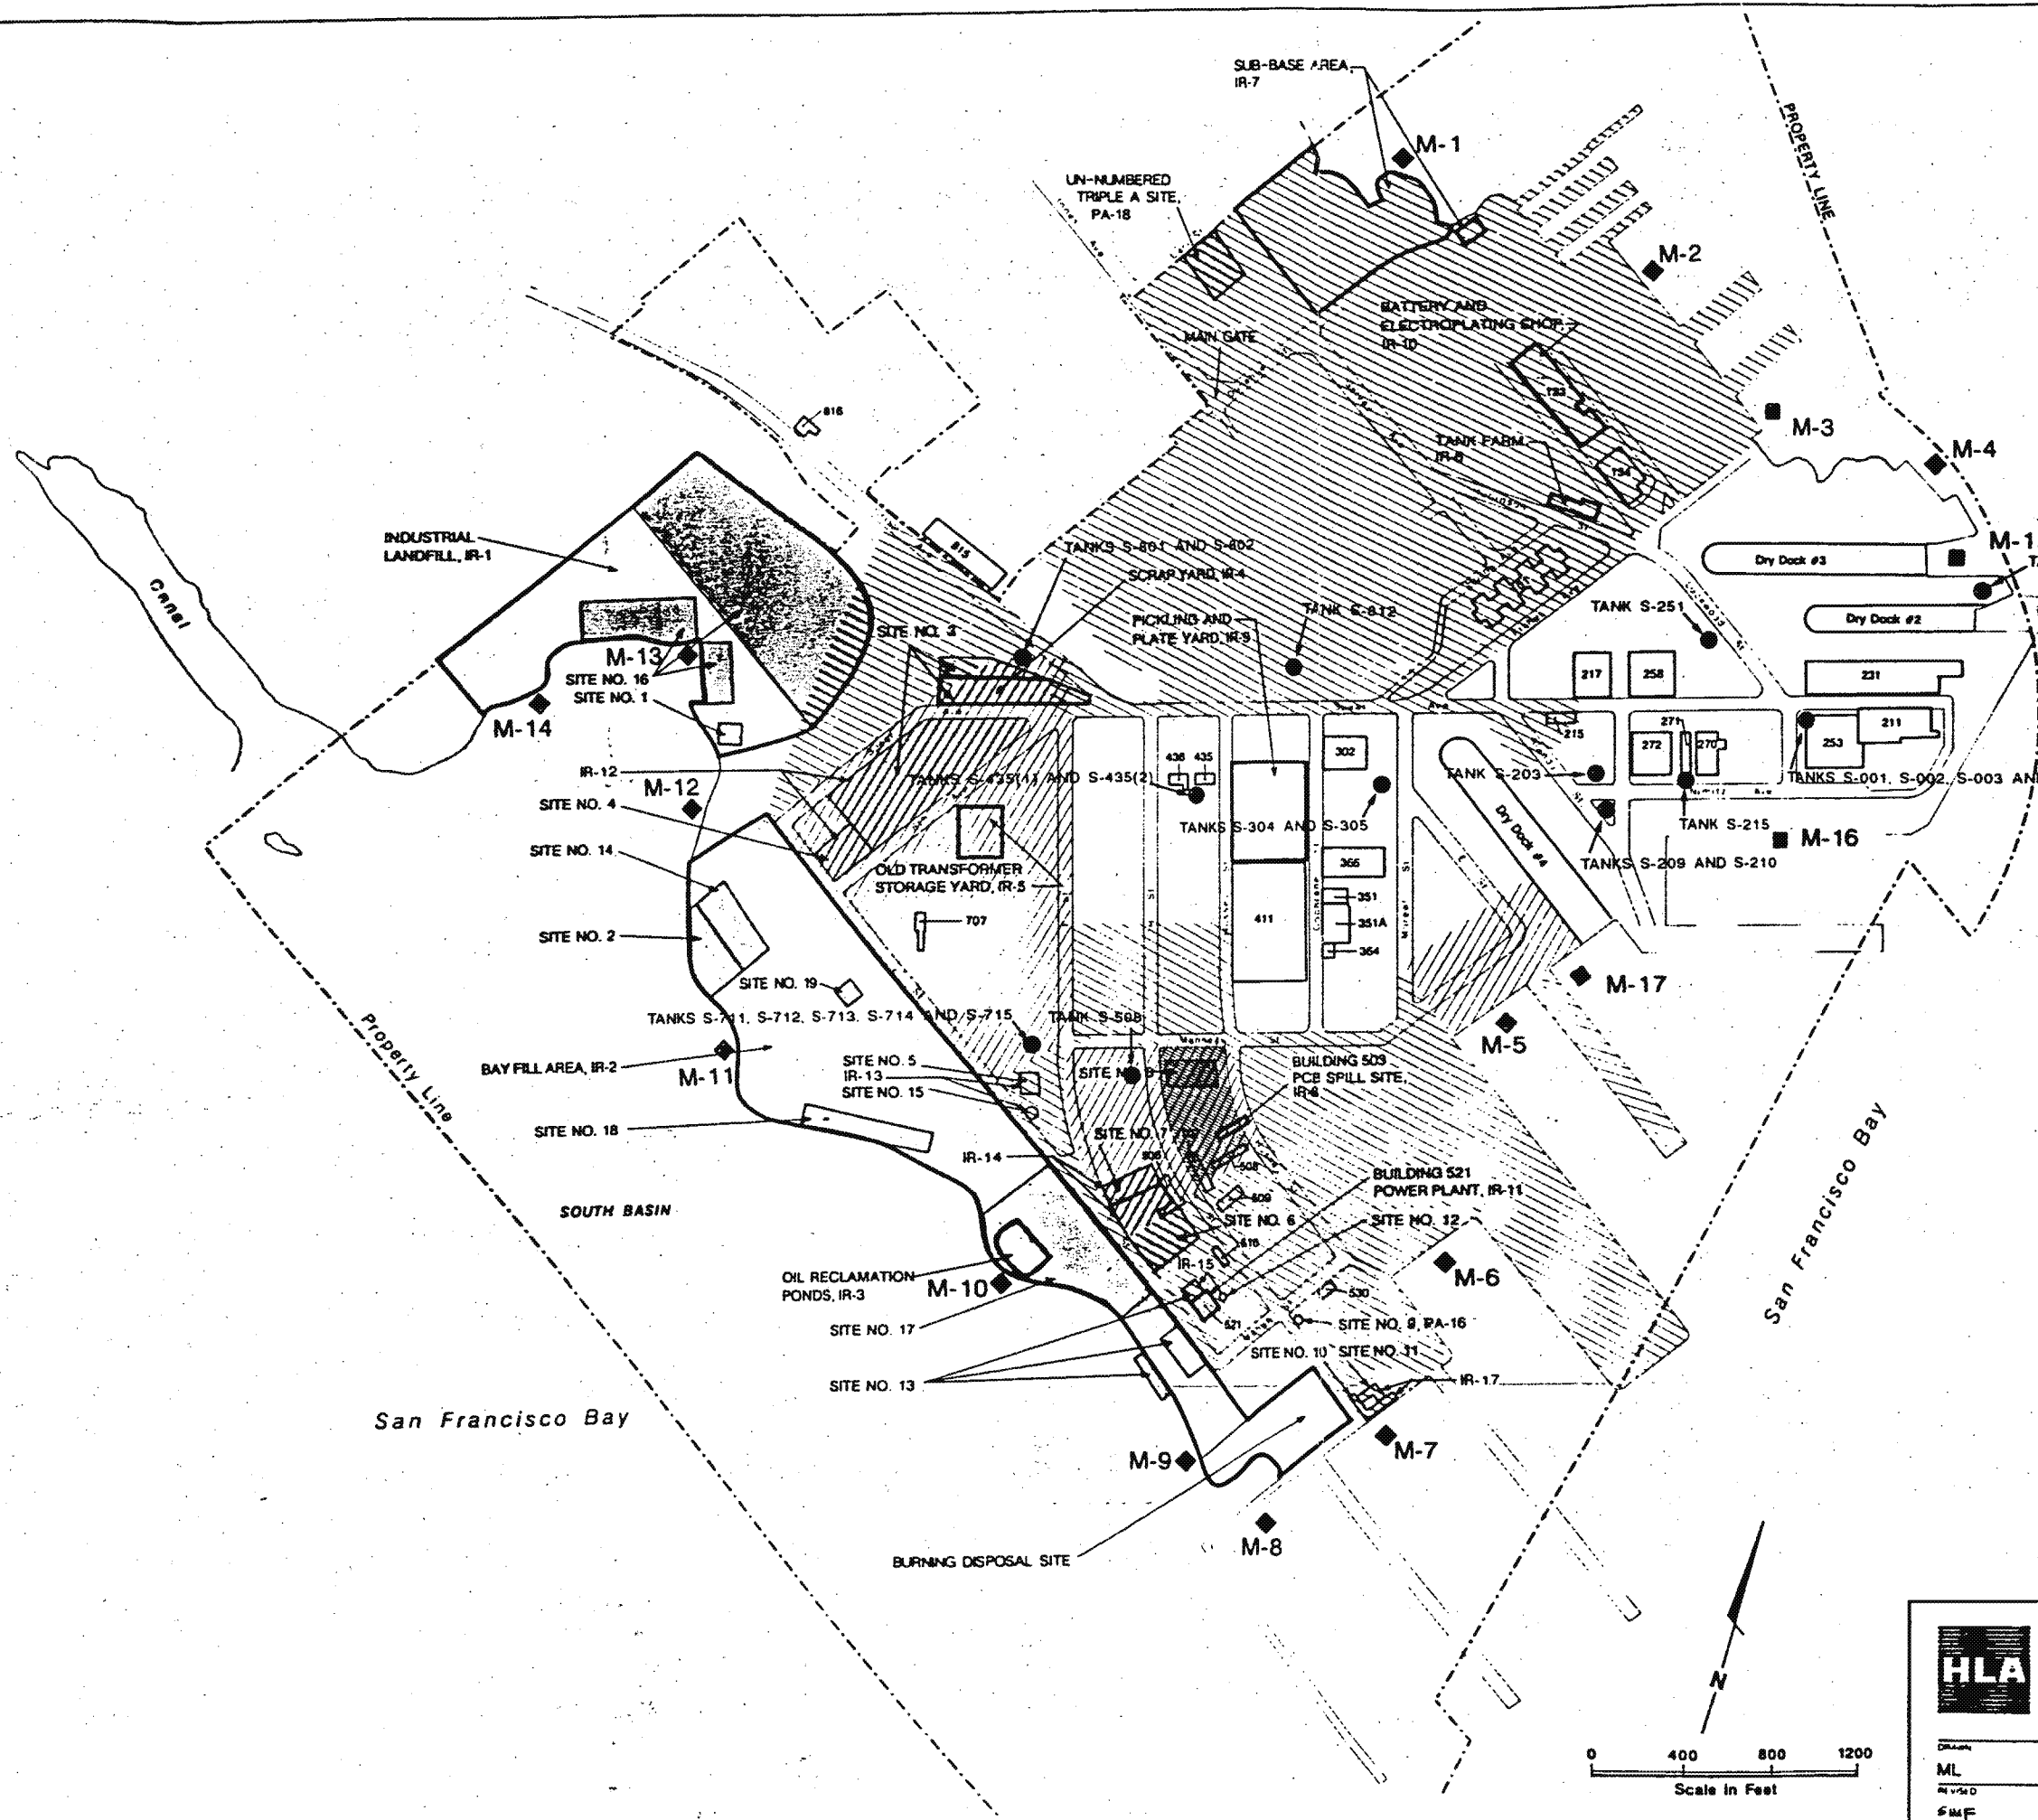 SUB-BASE AREA,
IR-7
M-1
PROPERTY LINE
UN-NUMBERED
TRIPLE A SITE,
PA-18
M-2
BATTERY AND
ELECTROPLATING SHOP,
IR-10
MAIN GATE
816
M-3
TANK FARM
M-4
INDUSTRIAL
LANDFILL, IR-1
815
TANKS S-801 AND S-802
SCRAP YARD, IR-4
Dry Dock #3
M-1
Canal
TANK S-812
TANK S-251
Dry Dock #2
PICKLING AND
PLATE YARD, IR-9
SITE NO. 3
M-13
SITE NO. 16
SITE NO. 1
217
258
231
M-14
Ave
271
215
272
270
253
211
302
IR-12
436
435
TANKS S-435(1) AND S-435(2)
TANK S-203
TANKS S-001, S-002, S-003 AN
Ave
M-12
SITE NO. 4
TANKS S-304 AND S-305
Dry Dock #4
TANK S-215
M-16
SITE NO. 14
TANKS S-209 AND S-210
OLD TRANSFORMER
STORAGE YARD, IR-5
366
351
707
411
351A
364
SITE NO. 2
SITE NO. 19
M-17
TANKS S-711, S-712, S-713, S-714 AND S-715
TANK S-508
Property Line
M-5
BAY FILL AREA, IR-2
M-11
SITE NO. 5
IR-13
SITE NO. 15
BUILDING 503
PCB SPILL SITE,
SITE NO. 18
SITE NO. 7
IR-14
508
509
BUILDING 521
POWER PLANT, IR-11
SITE NO. 12
SITE NO. 6
SOUTH BASIN
San Francisco Bay
OIL RECLAMATION
PONDS, IR-3
M-10
IR-15
M-6
530
521
SITE NO. 17
SITE NO. 9, PA-16
SITE NO. 10
SITE NO. 11
SITE NO. 13
IR-17
San Francisco Bay
M-9
M-7
M-8
BURNING DISPOSAL SITE
N
HLA
0 400 800 1200
Scale in Feet
DRAWN
ML
REVISED